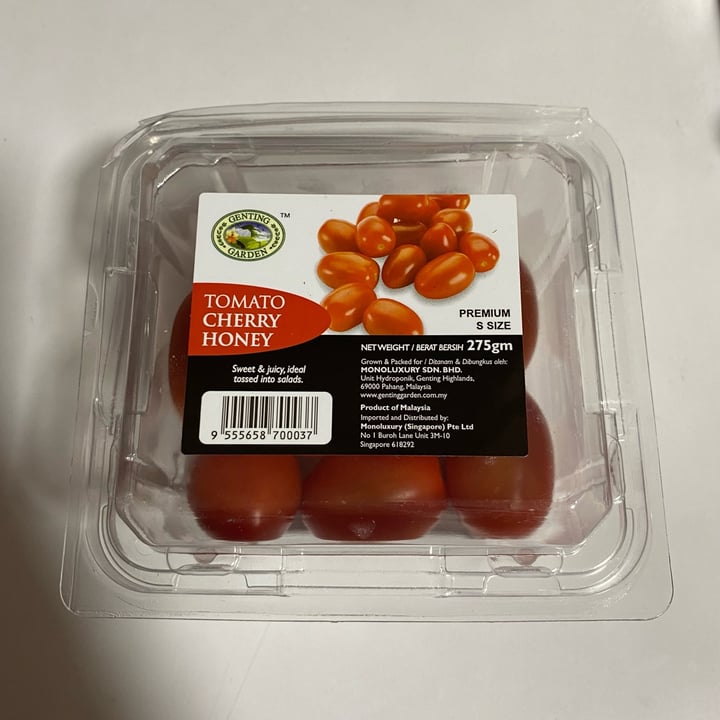 GENTING
GARDEN
TM
TOMATO
CHERRY
HONEY
PREMIUM
S SIZE
Sweet & juicy, ideal
tossed into salads.
9 555658 700037
NET WEIGHT / BERAT BERSIH 275gm
Grown & Packed for / Ditanam & Dibungkus oleh:
MONOLUXURY SDN. BHD.
Unit Hydroponik, Genting Highlands,
69000 Pahang, Malaysia
www.gentinggarden.com.my
Product of Malaysia
Imported and Distributed by:
Monoluxury (Singapore) Pte Ltd
No 1 Buroh Lane Unit 3M-10
Singapore 618292